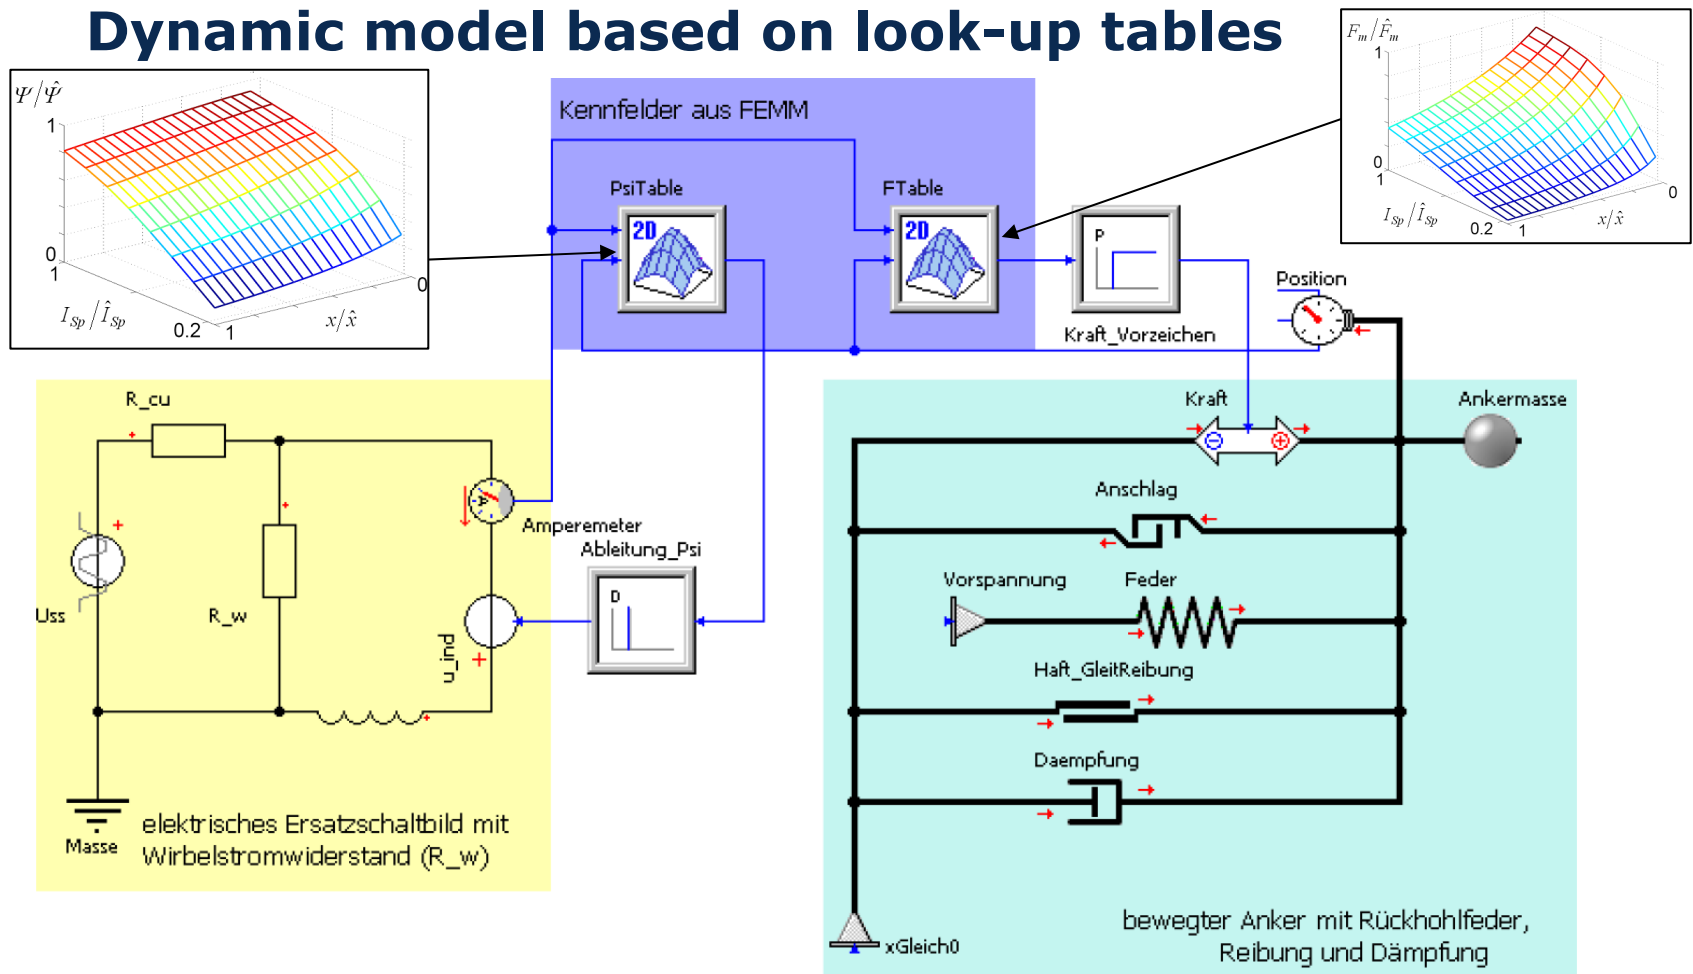 Dynamic model based on look-up tables
Ψ/Ψ̂
1
0
1
I_Sp/Î_Sp
0.2
1
x/x̂
0
Kennfelder aus FEMM
PsiTable
2D
FTable
2D
P
Kraft_Vorzeichen
F_m/F̂_m
1
0
1
I_Sp/Î_Sp
0.2
1
x/x̂
0
Position
R_cu
Uss
R_w
A
Amperemeter
Ableitung_Psi
D
u_ind
Masse
elektrisches Ersatzschaltbild mit
Wirbelstromwiderstand (R_w)
Kraft
Ankermasse
Anschlag
Vorspannung
Feder
Haft_GleitReibung
Daempfung
xGleich0
bewegter Anker mit Rückhohlfeder,
Reibung und Dämpfung